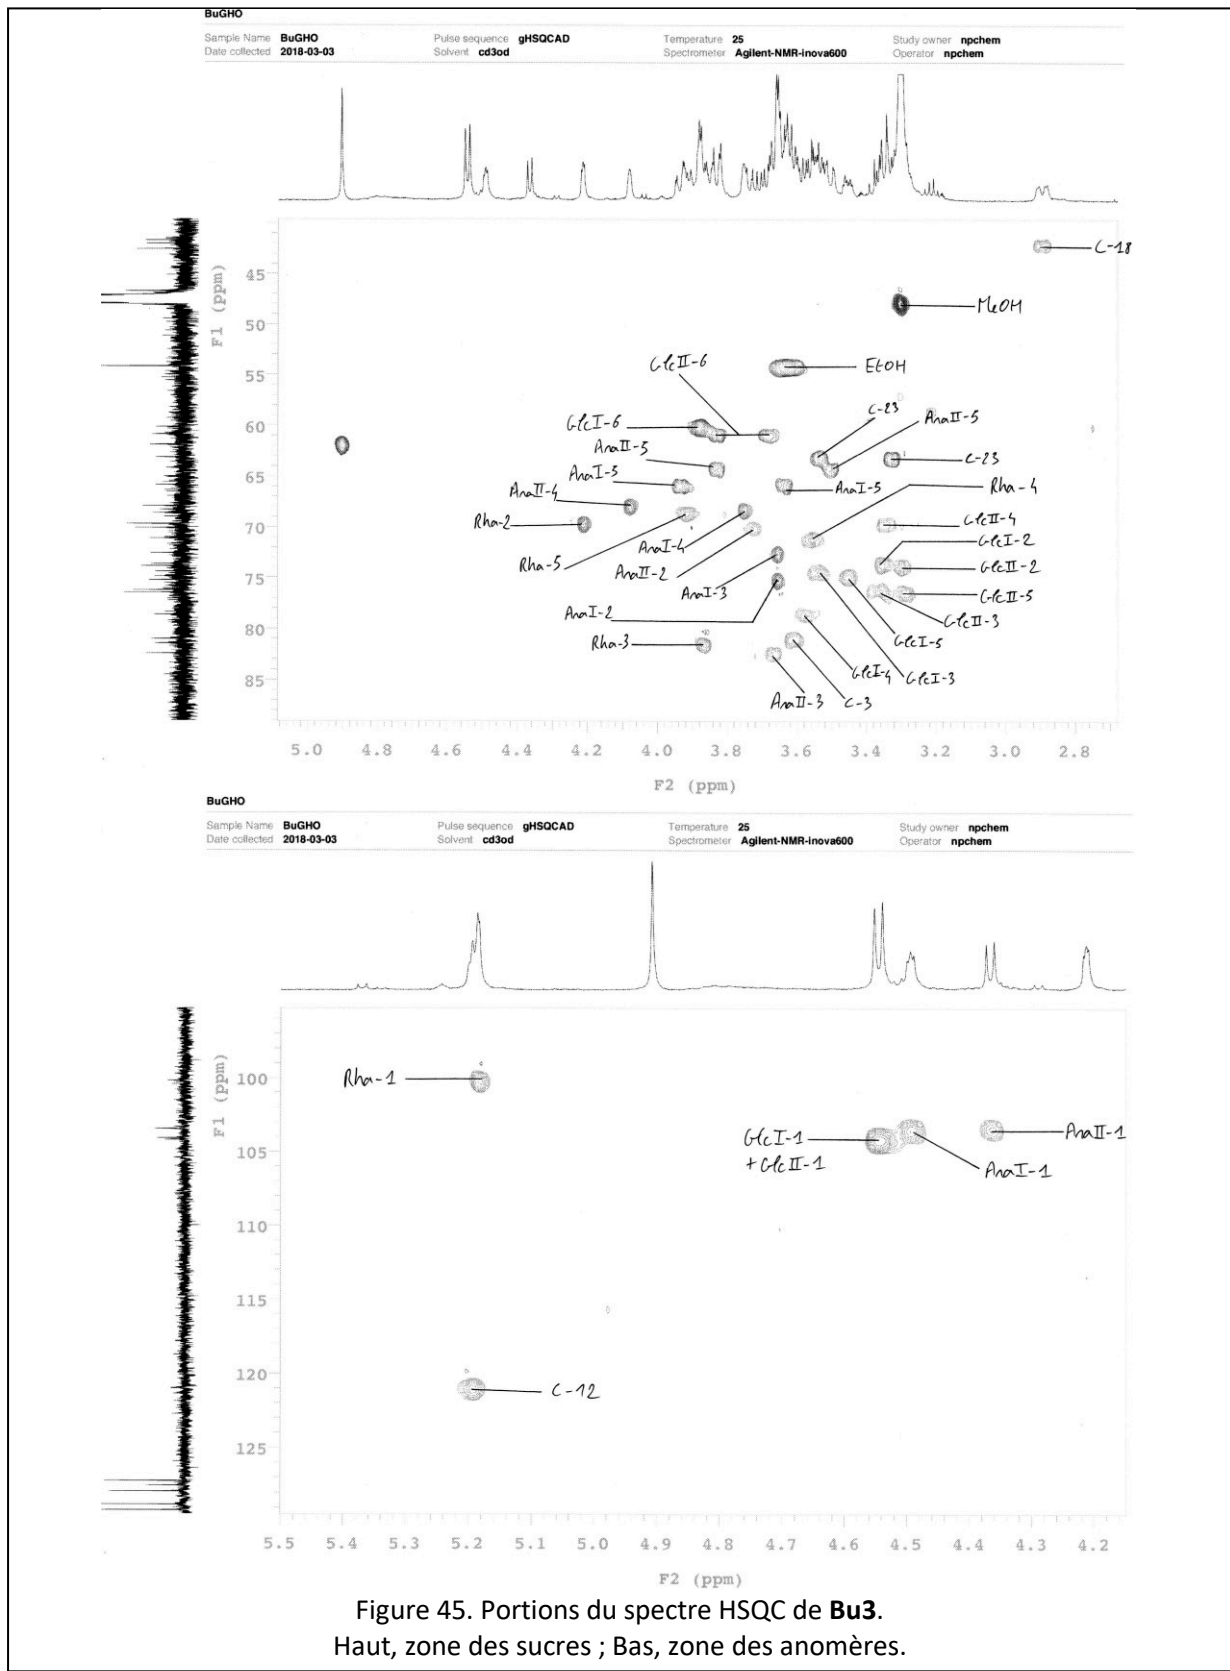 BuGHO
Sample Name BuGHO Pulse sequence gHSQCAD Temperature 25 Study owner npchem
Date collected 2018-03-03 Solvent cd3od Spectrometer Agilent-NMR-inova600 Operator npchem
F1 (ppm)
45
50
55
60
65
70
75
80
85
C-18
MeOH
GlcII-6
EtOH
GlcI-6
C-23
AraII-5
AraII-5
AraI-5
C-23
AraII-4
AraI-5
Rha-4
Rha-2
GlcII-4
Rha-5
AraI-4
GlcI-2
AraII-2
GlcII-2
AraI-3
GlcII-5
AraI-2
GlcII-3
Rha-3
GlcI-5
GlcI-4
GlcI-3
AraII-3
C-3
5.0 4.8 4.6 4.4 4.2 4.0 3.8 3.6 3.4 3.2 3.0 2.8
F2 (ppm)
BuGHO
Sample Name BuGHO Pulse sequence gHSQCAD Temperature 25 Study owner npchem
Date collected 2018-03-03 Solvent cd3od Spectrometer Agilent-NMR-inova600 Operator npchem
F1 (ppm)
100
105
110
115
120
125
Rha-1
GlcI-1
+GlcII-1
AraII-1
AraI-1
C-12
5.5 5.4 5.3 5.2 5.1 5.0 4.9 4.8 4.7 4.6 4.5 4.4 4.3 4.2
F2 (ppm)
Figure 45. Portions du spectre HSQC de Bu3.
Haut, zone des sucres ; Bas, zone des anomères.